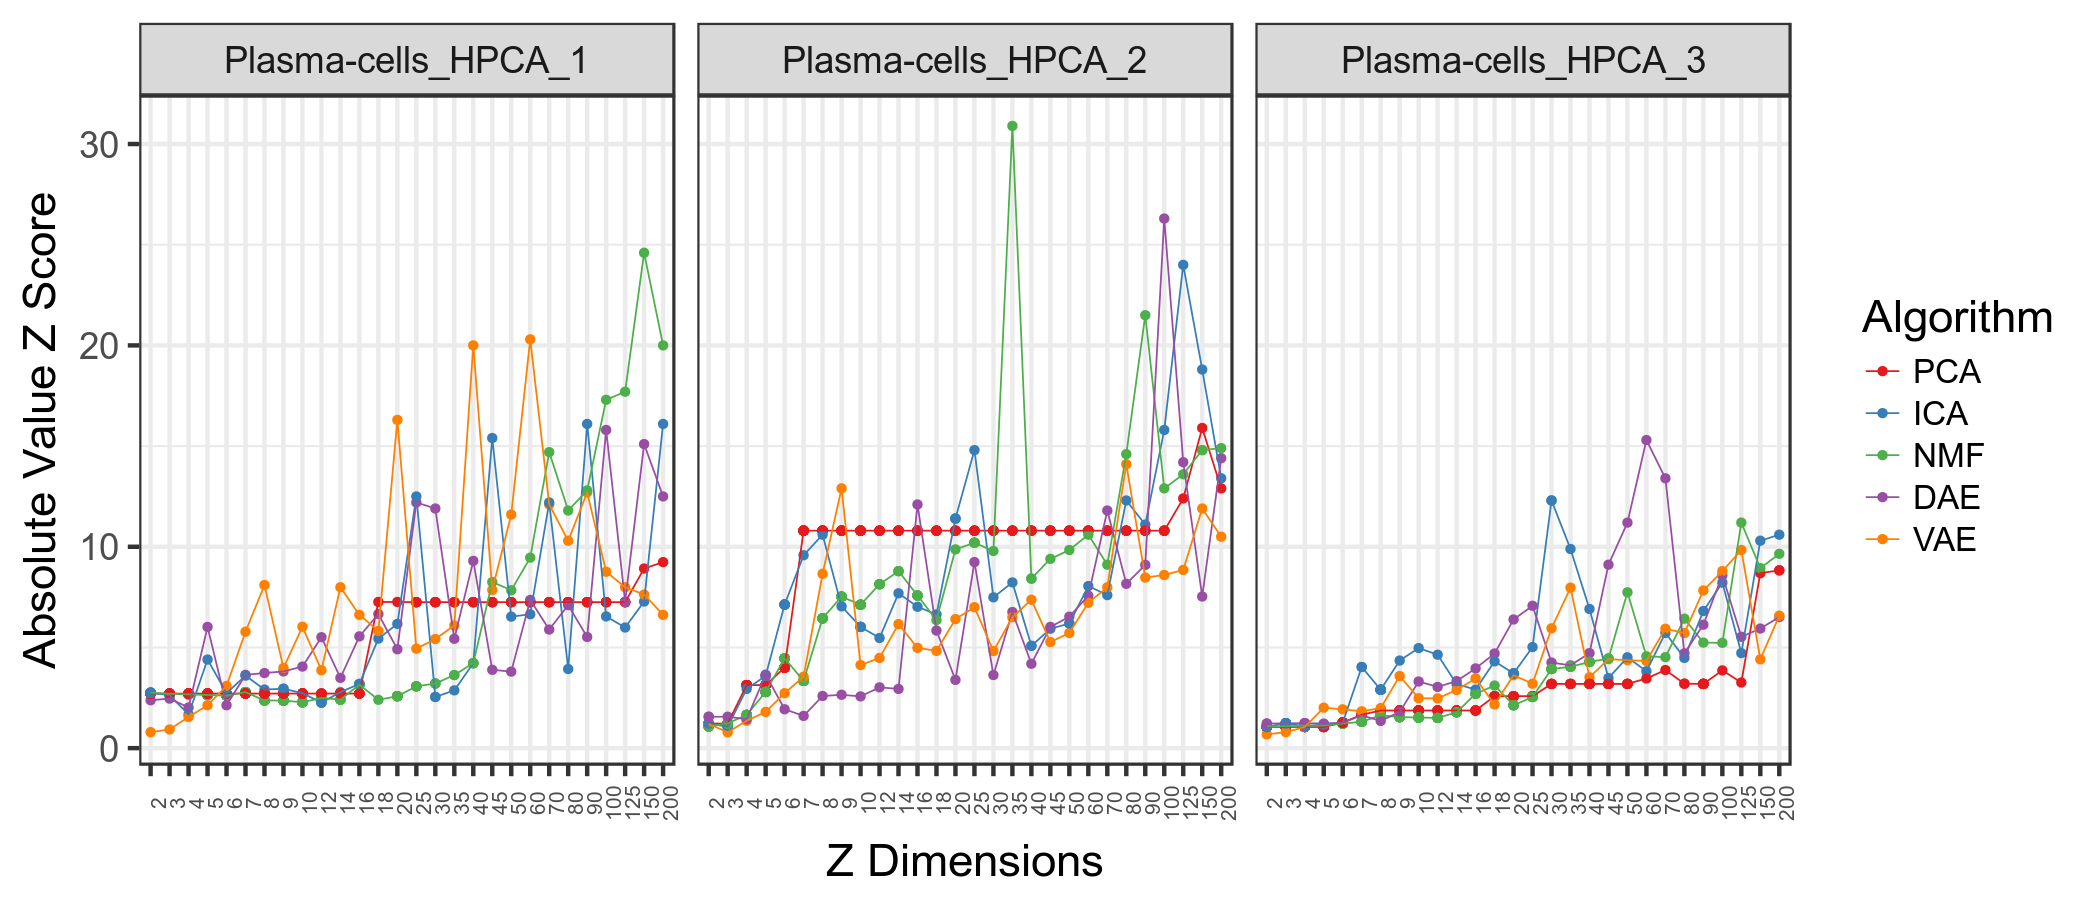 Plasma-cells_HPCA_1 Plasma-cells_HPCA_2 Plasma-cells_HPCA_3
Absolute Value Z Score
30
20
10
0
Algorithm
PCA
ICA
NMF
DAE
VAE
2 3 4 5 6 7 8 9 10 12 14 16 18 20 25 30 35 40 45 50 60 70 80 90 100 125 150 200
2 3 4 5 6 7 8 9 10 12 14 16 18 20 25 30 35 40 45 50 60 70 80 90 100 125 150 200
2 3 4 5 6 7 8 9 10 12 14 16 18 20 25 30 35 40 45 50 60 70 80 90 100 125 150 200
Z Dimensions